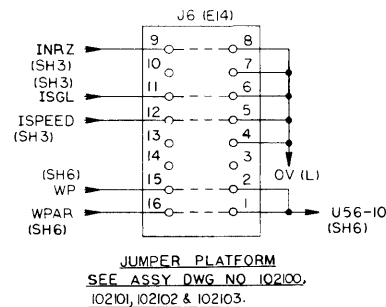 J6 (E14)
INRZ 9 8
(SH3) 10 7
(SH3)
ISGL 11 6
ISPEED 12 5
(SH3) 13 4
14 3
(SH6) 15 2
WP
WPAR 16 1
(SH6)
OV (L)
U56-10
(SH6)
JUMPER PLATFORM
SEE ASSY DWG NO 102100,
102101, 102102 & 102103.